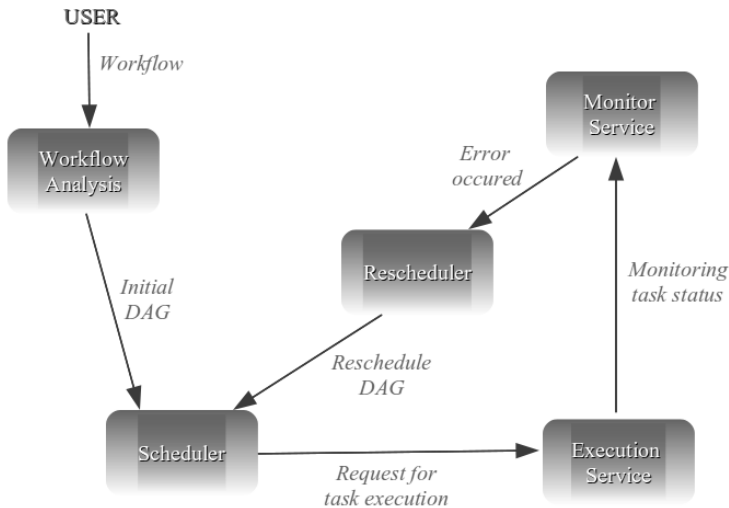 USER
Workflow
Monitor
Service
Workflow
Analysis
Error
occured
Rescheduler
Monitoring
task status
Initial
DAG
Reschedule
DAG
Scheduler
Execution
Service
Request for
task execution